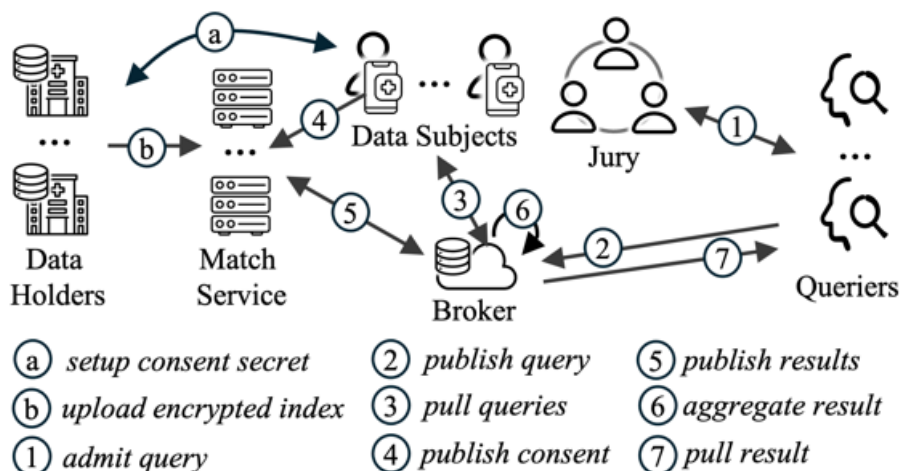 a
4
Data Subjects
Jury
1
b
3
6
5
2
7
Data
Holders
Match
Service
Broker
Queriers
a setup consent secret
2 publish query
5 publish results
b upload encrypted index
3 pull queries
6 aggregate result
1 admit query
4 publish consent
7 pull result